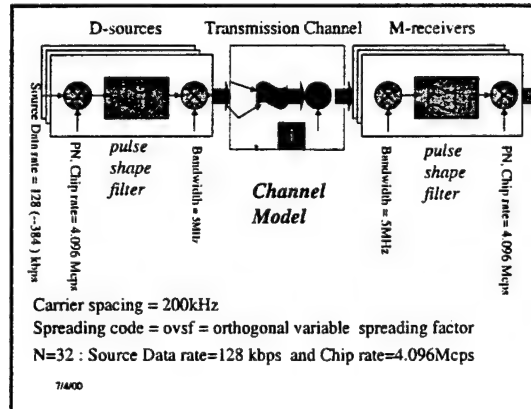 D-sources
Transmission Channel
M-receivers
Source Data rate = 128 (--384) kbps
PN, Chip rate= 4.096 Mcps
pulse
shape
filter
Bandwidth = 5MHz
Channel
Model
Bandwidth = 5MHz
pulse
shape
filter
PN, Chip rate= 4.096 Mcps
Carrier spacing = 200kHz
Spreading code = ovsf = orthogonal variable spreading factor
N=32 : Source Data rate=128 kbps and Chip rate=4.096Mcps
7/4/00